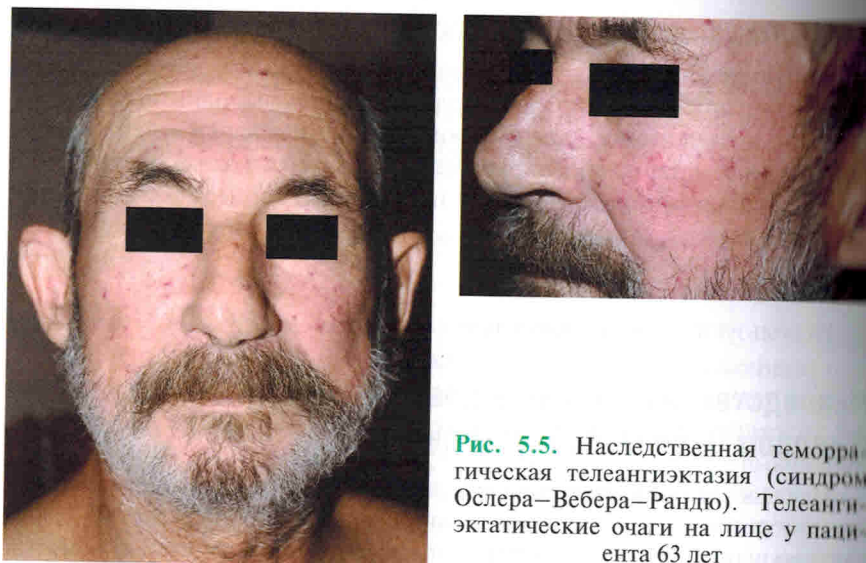 Рис. 5.5. Наследственная геморра-
гическая телеангиэктазия (синдром
Ослера—Вебера—Рандю). Телеанги-
эктатические очаги на лице у паци-
ента 63 лет